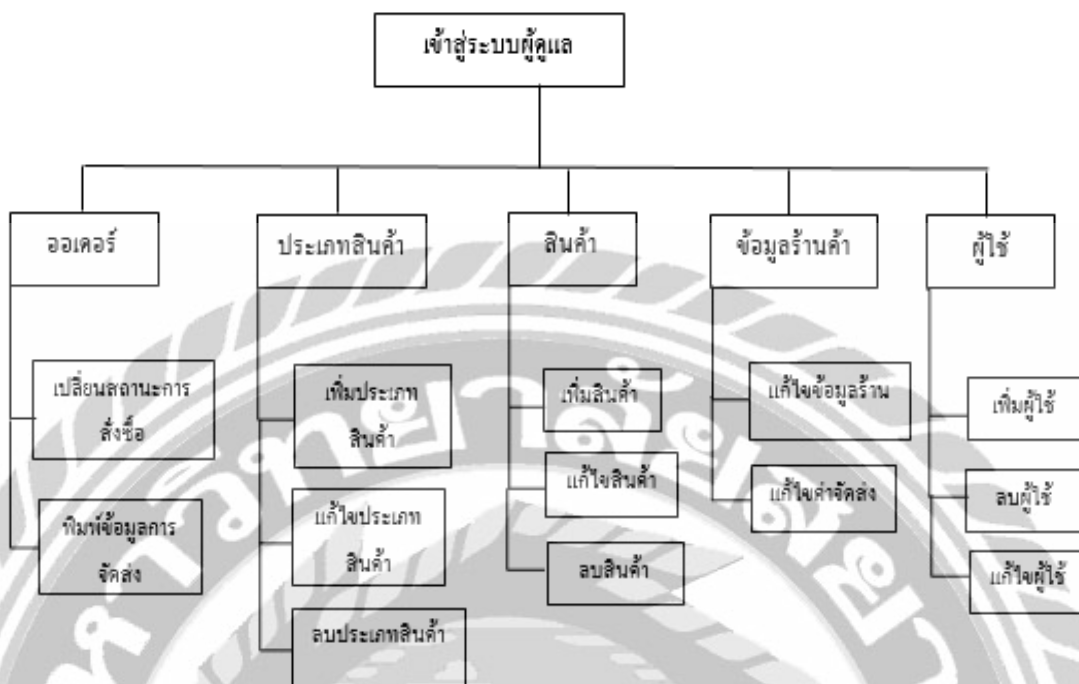 เข้าสู่ระบบผู้ดูแล
ออเดอร์
ประเภทสินค้า
สินค้า
ข้อมูลร้านค้า
ผู้ใช้
เปลี่ยนสถานะการ
สั่งซื้อ
พิมพ์ข้อมูลการ
จัดส่ง
เพิ่มประเภท
สินค้า
แก้ไขประเภท
สินค้า
ลบประเภทสินค้า
เพิ่มสินค้า
แก้ไขสินค้า
ลบสินค้า
แก้ไขข้อมูลร้าน
แก้ไขค่าจัดส่ง
เพิ่มผู้ใช้
ลบผู้ใช้
แก้ไขผู้ใช้